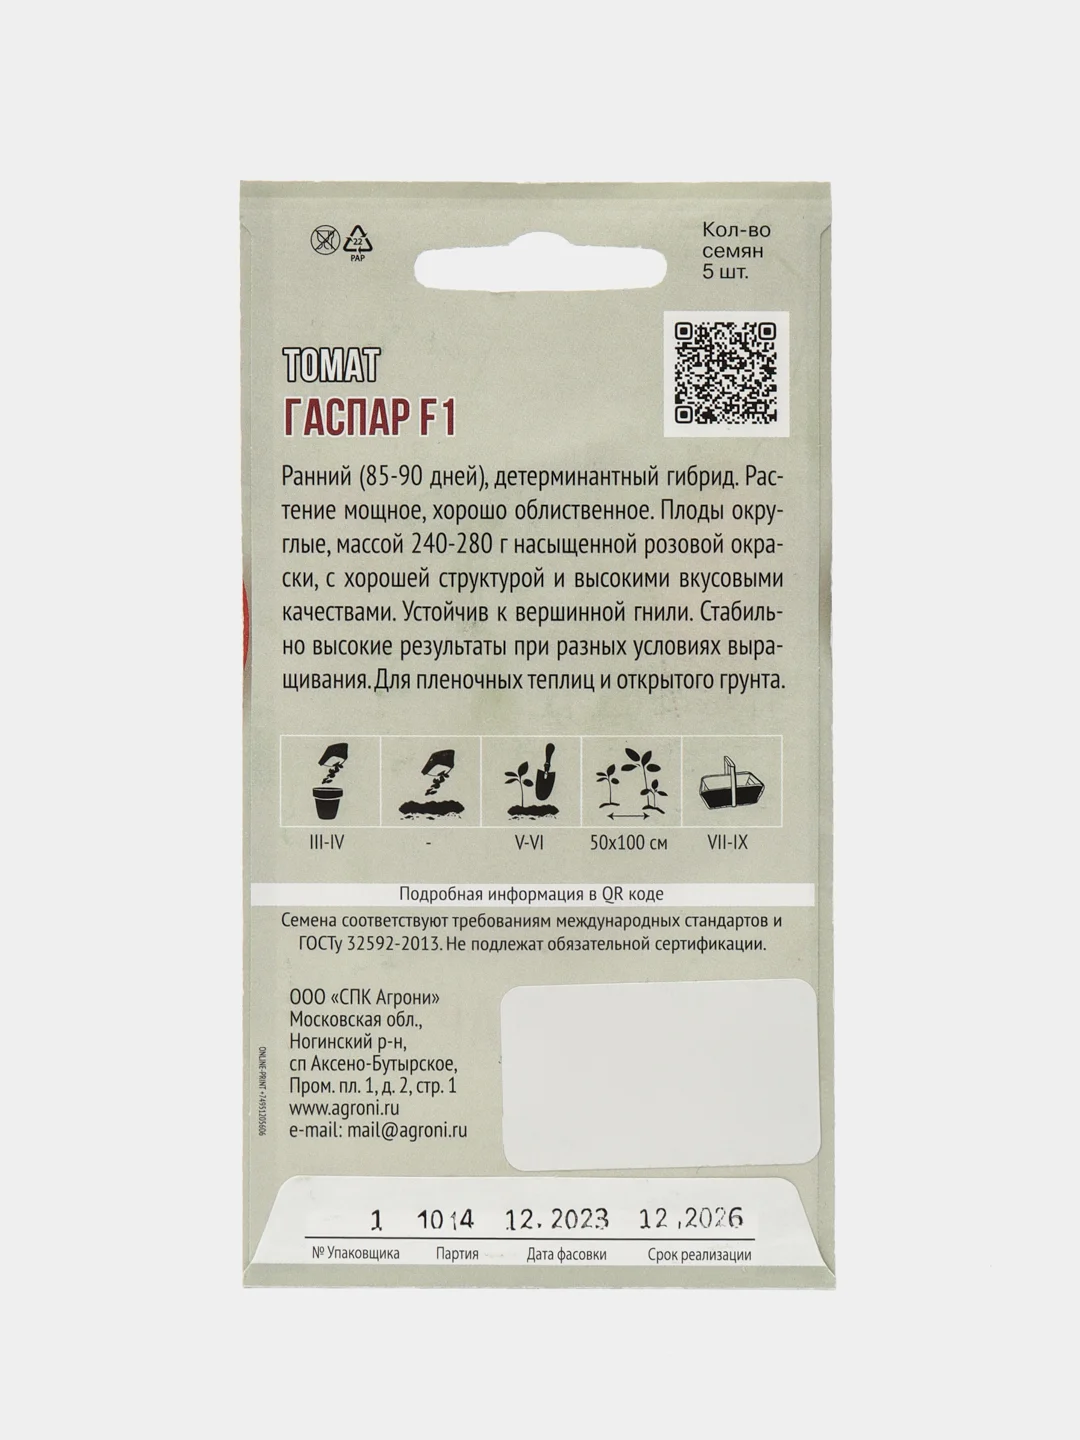 Кол-во
семян
5 шт.
22
PAP
ТОМАТ
ГАСПАР F1
Ранний (85-90 дней), детерминантный гибрид. Рас-
тение мощное, хорошо облиственное. Плоды окру-
глые, массой 240-280 г насыщенной розовой окра-
ски, с хорошей структурой и высокими вкусовыми
качествами. Устойчив к вершинной гнили. Стабиль-
но высокие результаты при разных условиях выра-
щивания. Для пленочных теплиц и открытого грунта.
III-IV - V-VI 50х100 см VII-IX
Подробная информация в QR коде
Семена соответствуют требованиям международных стандартов и
ГОСТу 32592-2013. Не подлежат обязательной сертификации.
ООО «СПК Агрони»
Московская обл.,
Ногинский р-н,
сп Аксено-Бутырское,
Пром. пл. 1, д. 2, стр. 1
www.agroni.ru
e-mail: mail@agroni.ru
ONLINE-PRINT +74951205606
1 1014 12.2023 12.2026
№ Упаковщика Партия Дата фасовки Срок реализации